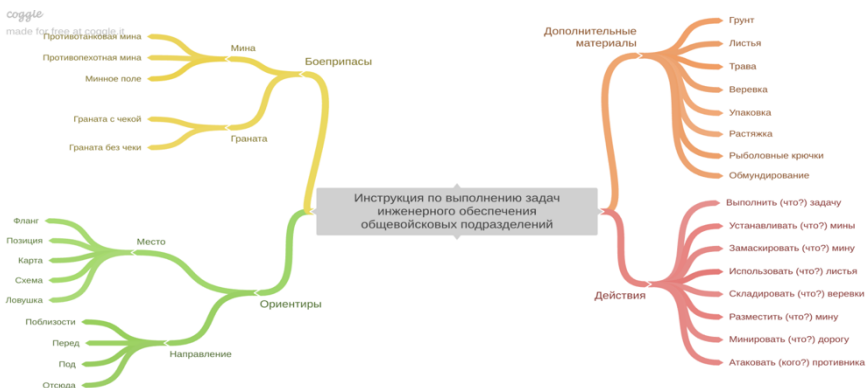 coggle
made for free at coggle.it
Противотанковая мина
Противопехотная мина
Минное поле
Мина
Боеприпасы
Граната с чекой
Граната без чеки
Граната
Дополнительные
материалы
Грунт
Листья
Трава
Веревка
Упаковка
Растяжка
Рыболовные крючки
Обмундирование
Инструкция по выполнению задач
инженерного обеспечения
общевойсковых подразделений
Фланг
Позиция
Карта
Схема
Ловушка
Место
Ориентиры
Поблизости
Перед
Под
Отсюда
Направление
Действия
Выполнить (что?) задачу
Устанавливать (что?) мины
Замаскировать (что?) мину
Использовать (что?) листья
Складировать (что?) веревки
Разместить (что?) мину
Минировать (что?) дорогу
Атаковать (кого?) противника